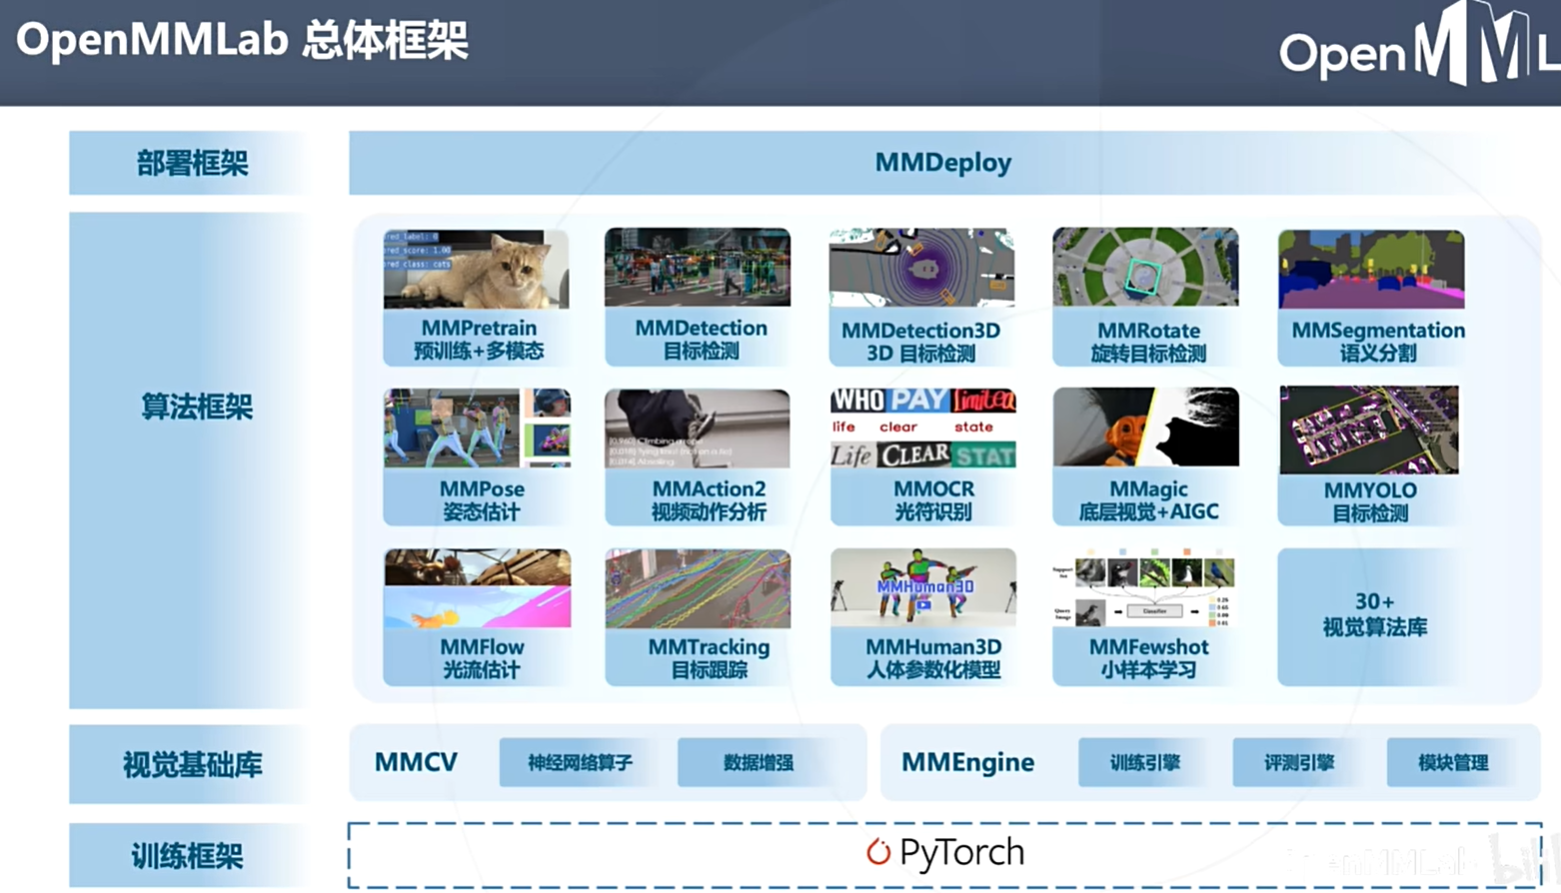 OpenMMLab 总体框架
OpenMML
部署框架
MMDeploy
算法框架
MMPretrain
预训练+多模态
MMDetection
目标检测
MMDetection3D
3D 目标检测
MMRotate
旋转目标检测
MMSegmentation
语义分割
WHO PAY Limited
life clear state
Life CLEAR STAT
MMPose
姿态估计
MMAction2
视频动作分析
MMOCR
光符识别
MMagic
底层视觉+AIGC
MMYOLO
目标检测
MMHuman3D
Support Set
Query Image
Classifier
MMFlow
光流估计
MMTracking
目标跟踪
MMHuman3D
人体参数化模型
MMFewshot
小样本学习
30+
视觉算法库
视觉基础库
MMCV
神经网络算子
数据增强
MMEngine
训练引擎
评测引擎
模块管理
训练框架
PyTorch